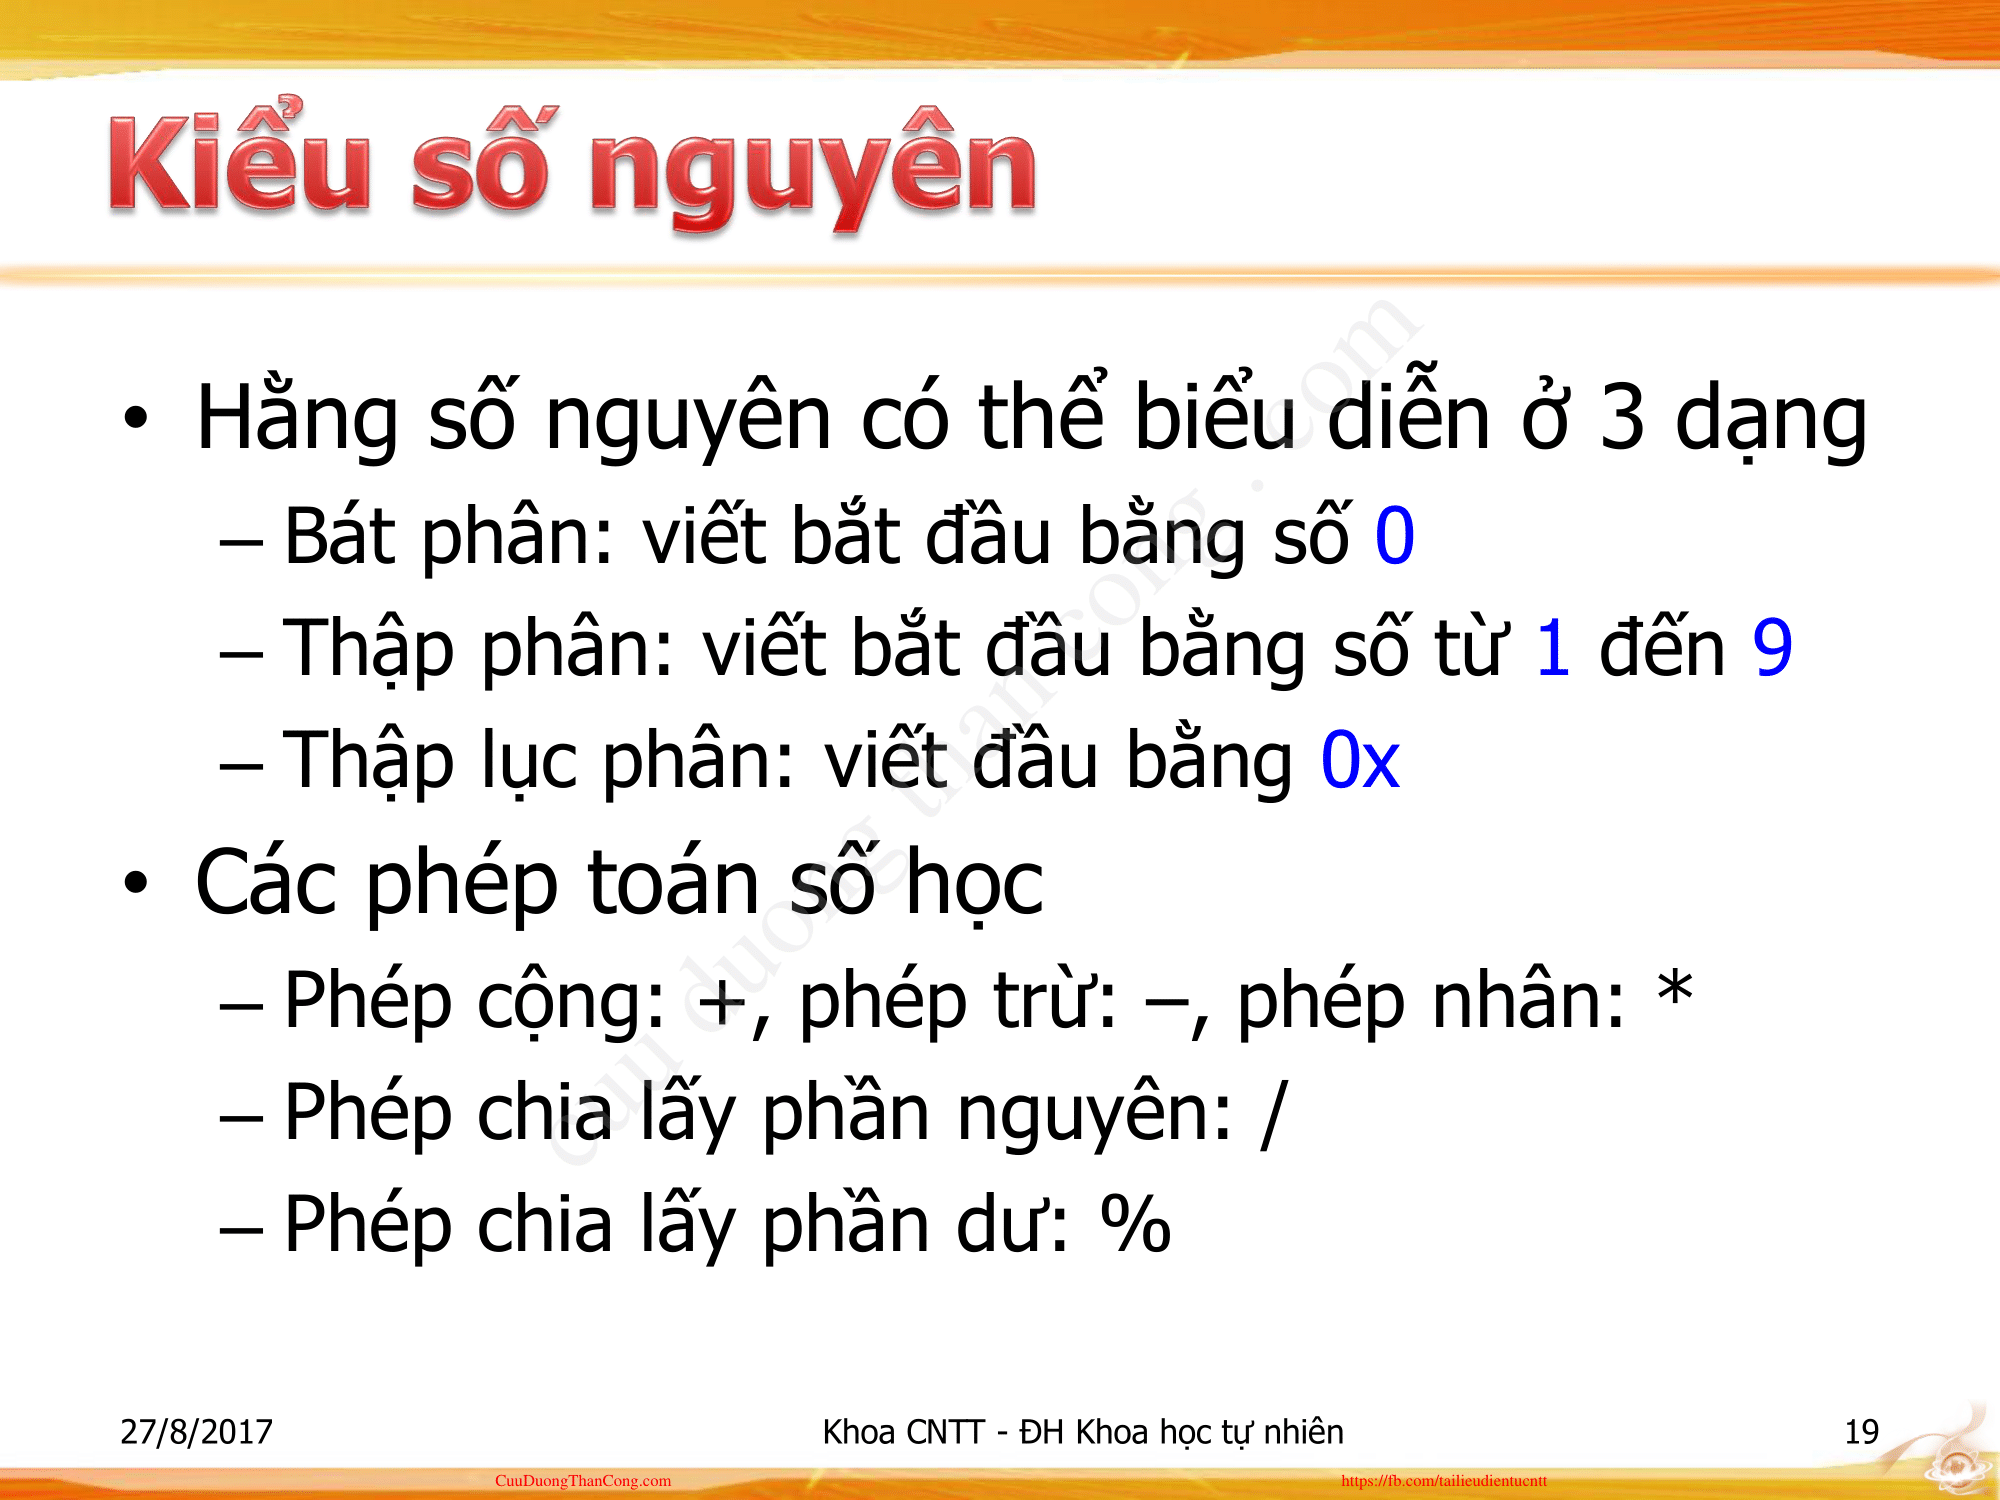 Kiểu số nguyên
• Hằng số nguyên có thể biểu diễn ở 3 dạng
– Bát phân: viết bắt đầu bằng số 0
– Thập phân: viết bắt đầu bằng số từ 1 đến 9
– Thập lục phân: viết đầu bằng 0x
• Các phép toán số học
– Phép cộng: +, phép trừ: –, phép nhân: *
– Phép chia lấy phần nguyên: /
– Phép chia lấy phần dư: %
cuu duong than cong . com
27/8/2017
Khoa CNTT - ĐH Khoa học tự nhiên
19
CuuDuongThanCong.com
https://fb.com/tailieudientucntt